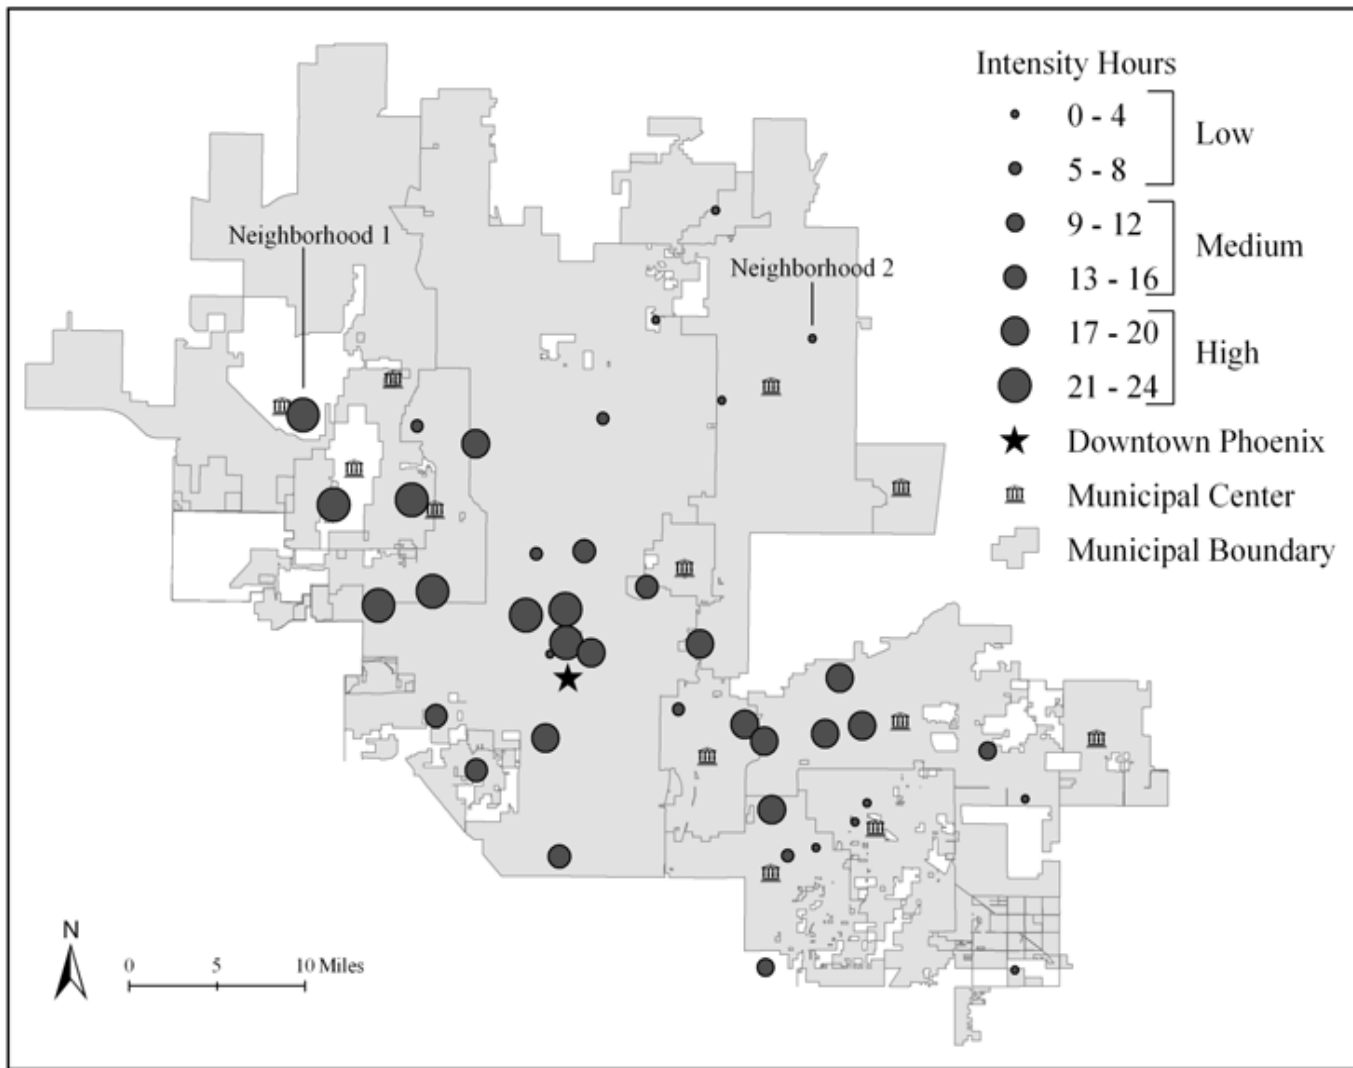 Intensity Hours
0 - 4
Low
5 - 8
9 - 12
Medium
13 - 16
17 - 20
High
21 - 24
Downtown Phoenix
Municipal Center
Municipal Boundary
Neighborhood 1
Neighborhood 2
N
0 5 10 Miles